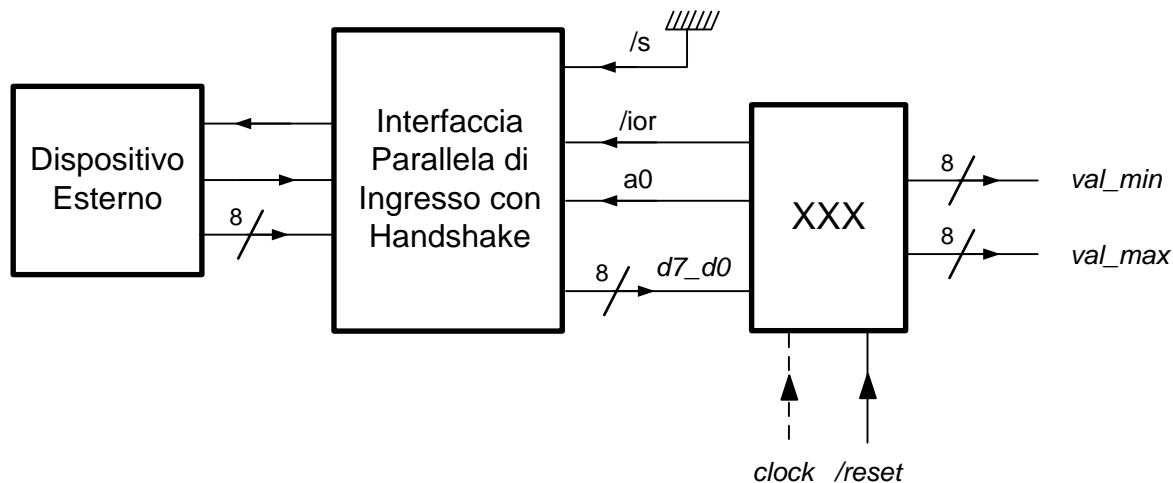 Dispositivo
Esterno
8
Interfaccia
Parallela di
Ingresso con
Handshake
/s
/ior
a0
8
d7_d0
XXX
8
val_min
8
val_max
clock
/reset